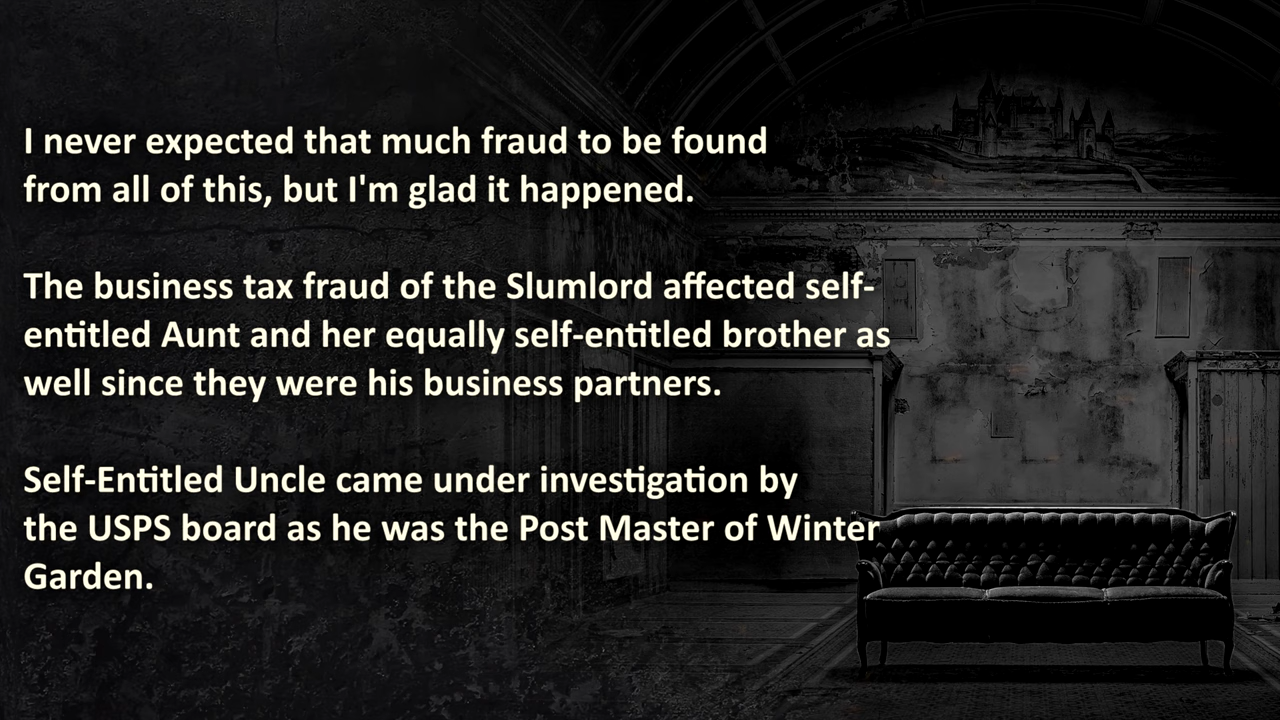 I never expected that much fraud to be found
from all of this, but I'm glad it happened.
The business tax fraud of the Slumlord affected self-
entitled Aunt and her equally self-entitled brother as
well since they were his business partners.
Self-Entitled Uncle came under investigation by
the USPS board as he was the Post Master of Winter
Garden.